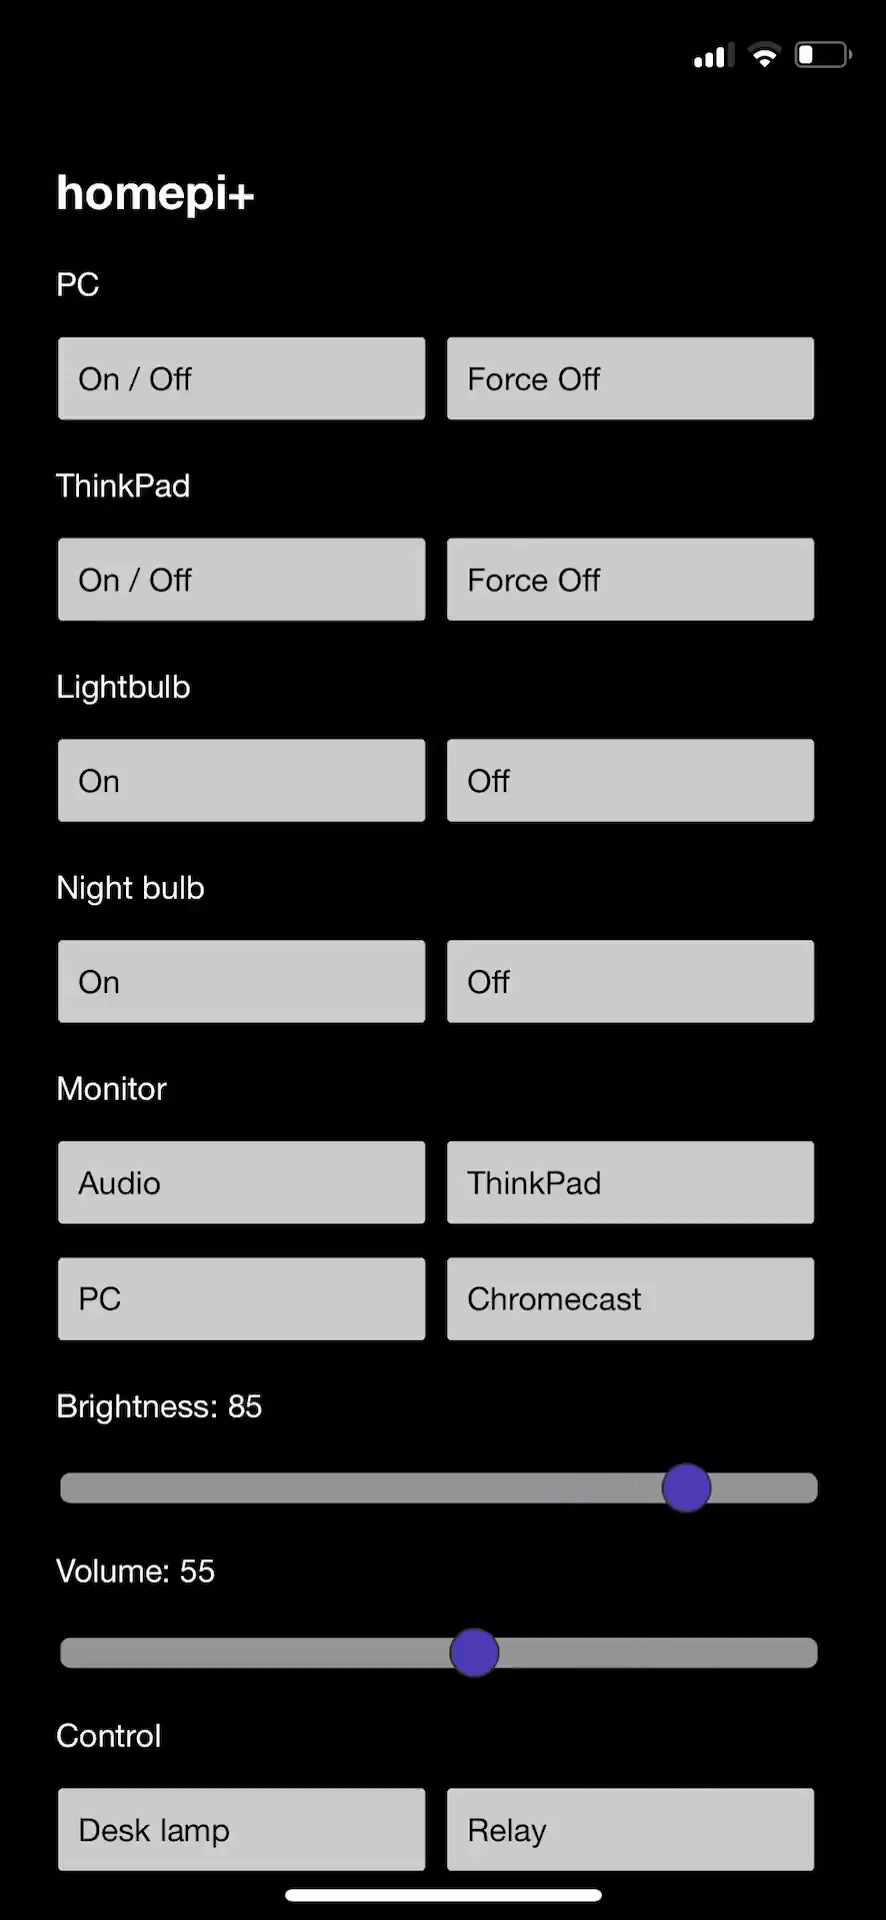 homepi+
PC
On / Off
Force Off
ThinkPad
On / Off
Force Off
Lightbulb
On
Off
Night bulb
On
Off
Monitor
Audio
ThinkPad
PC
Chromecast
Brightness: 85
Volume: 55
Control
Desk lamp
Relay